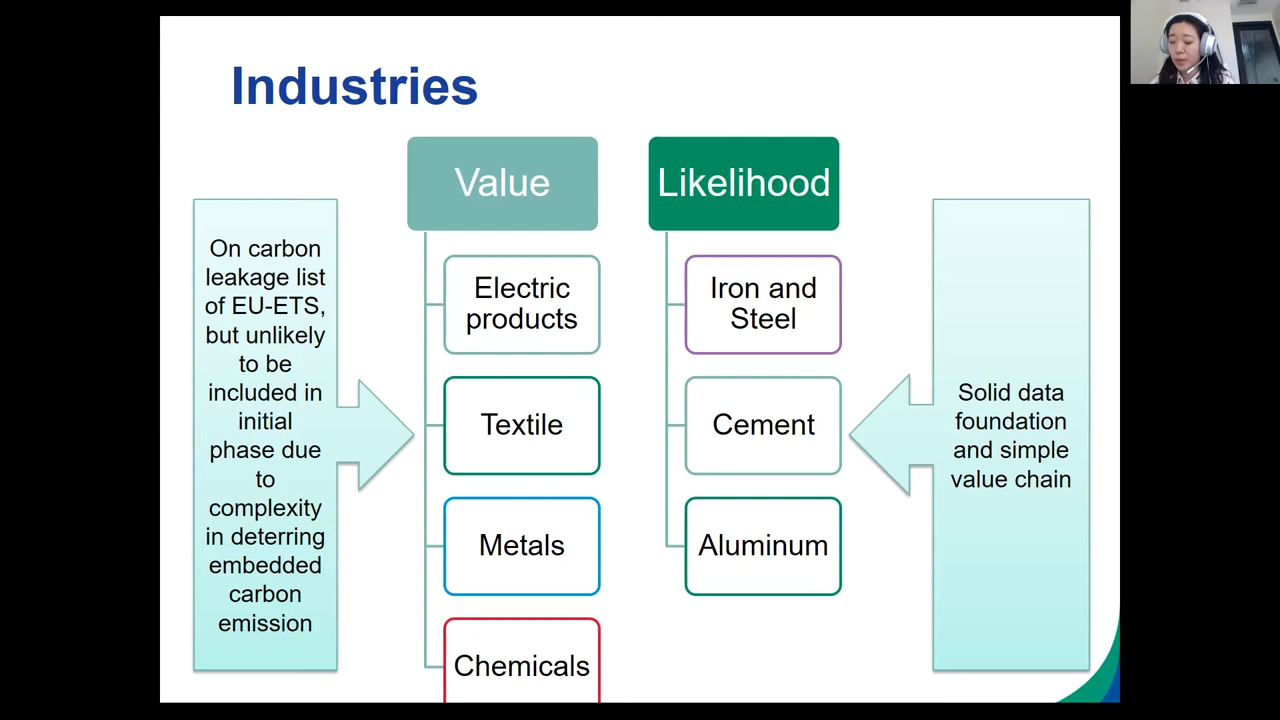 Industries
Value
Likelihood
On carbon
leakage list
of EU-ETS,
but unlikely
to be
included in
initial
phase due
to
complexity
in deterring
embedded
carbon
emission
Electric
products
Textile
Metals
Chemicals
Iron and
Steel
Cement
Aluminum
Solid data
foundation
and simple
value chain